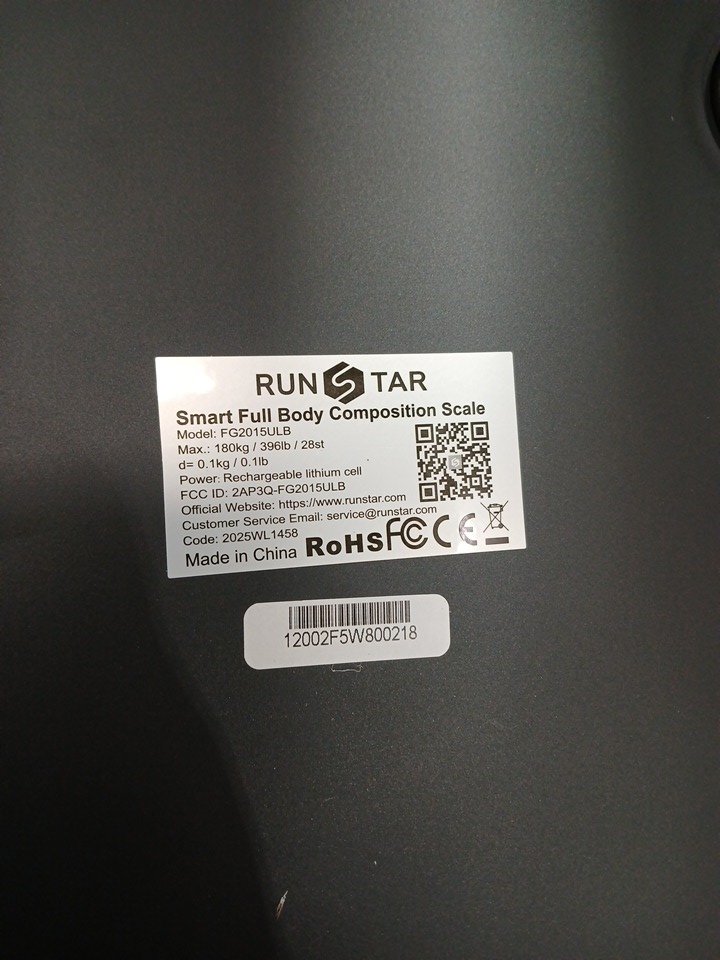 RUN STAR
Smart Full Body Composition Scale
Model: FG2015ULB
Max.: 180kg / 396lb / 28st
d= 0.1kg / 0.1lb
Power: Rechargeable lithium cell
FCC ID: 2AP3Q-FG2015ULB
Official Website: https://www.runstar.com
Customer Service Email: service@runstar.com
Code: 2025WL1458
Made in China RoHS FC CE
12002F5W800218